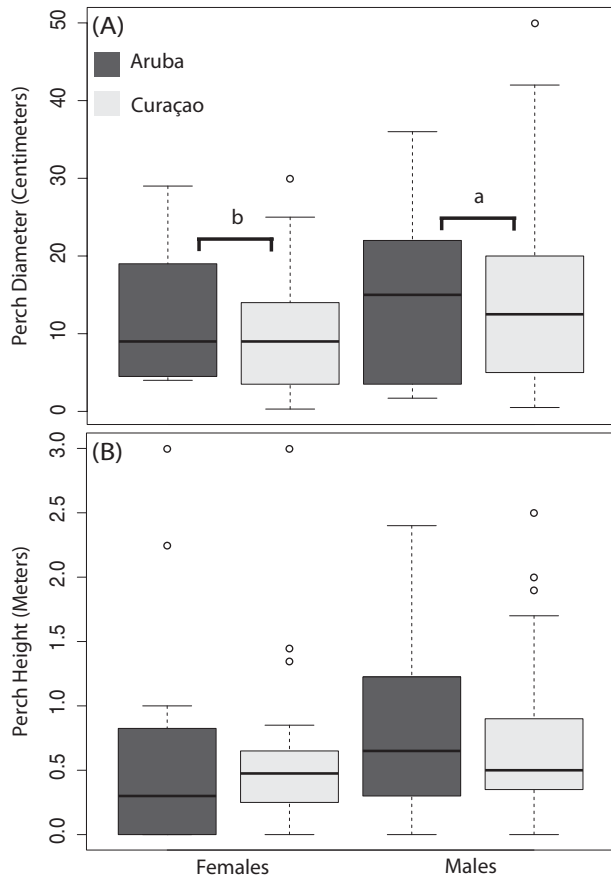 (A)
Aruba
Curaçao
Perch Diameter (Centimeters)
50
40
30
20
10
0
b
a
(B)
Perch Height (Meters)
3.0
2.5
2.0
1.5
1.0
0.5
0.0
Females
Males